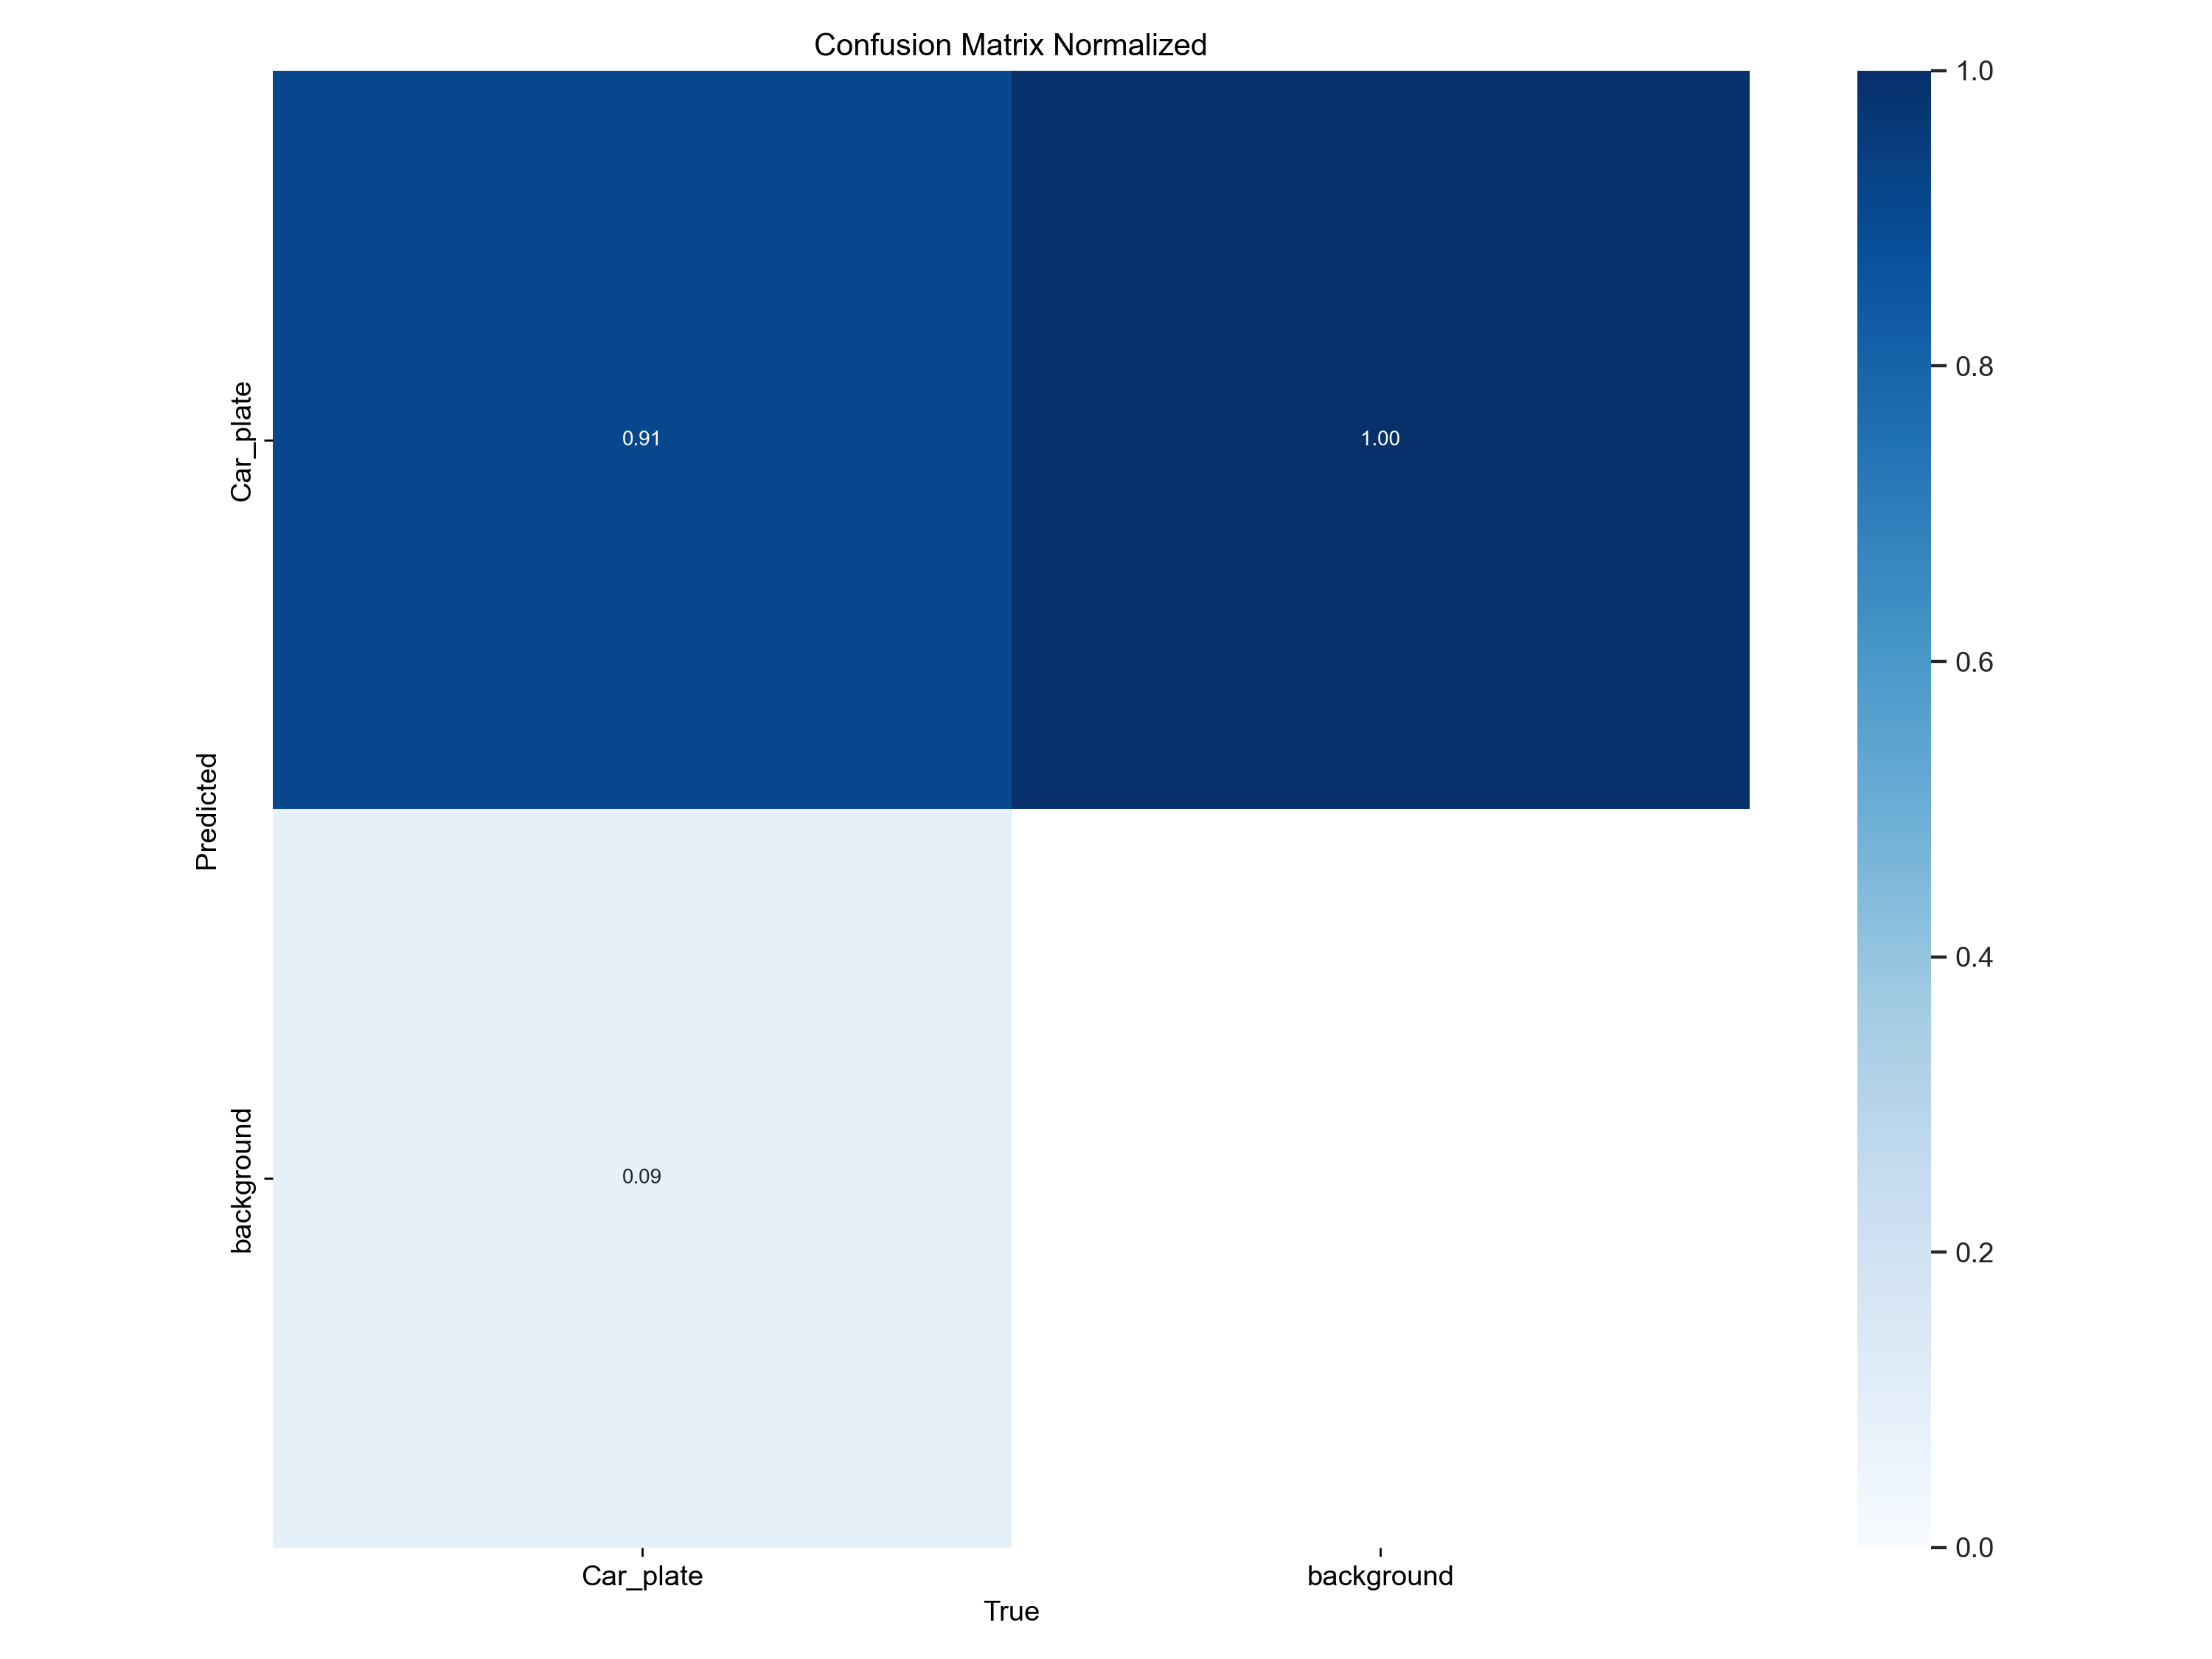 Confusion Matrix Normalized
Car_plate
background
Predicted
0.91
1.00
0.09
Car_plate
background
True
1.0
0.8
0.6
0.4
0.2
0.0